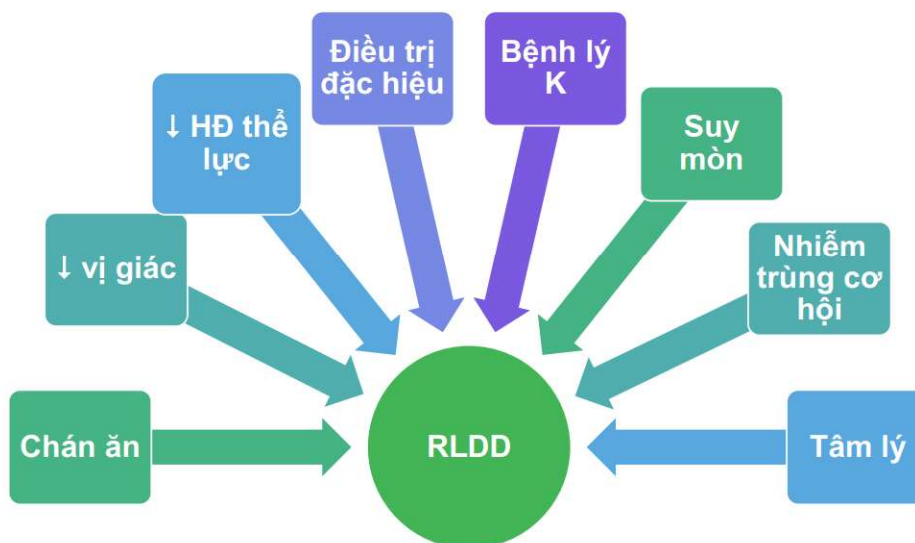 Chán ăn
↓ vị giác
↓ HĐ thể
lực
Điều trị
đặc hiệu
Bệnh lý
K
Suy
mòn
Nhiễm
trùng cơ
hội
Tâm lý
RLDD